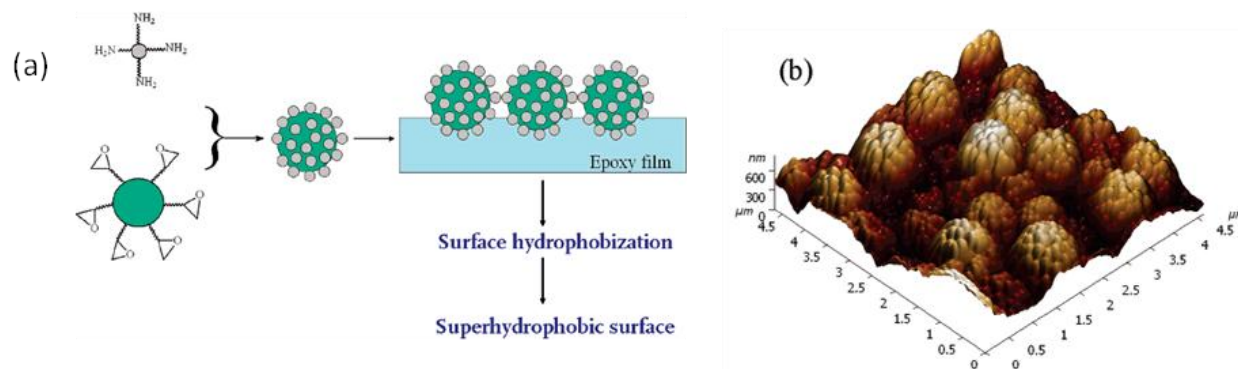 (a)
NH₂
H₂N
NH₂
NH₂
O
O
O
O
O
O
Epoxy film
Surface hydrophobization
Superhydrophobic surface
(b)
nm
600
300
0
µm
4.5
4
3.5
3
2.5
2
1.5
1
0.5
0
0
0.5
1
1.5
2
2.5
3
3.5
4
4.5